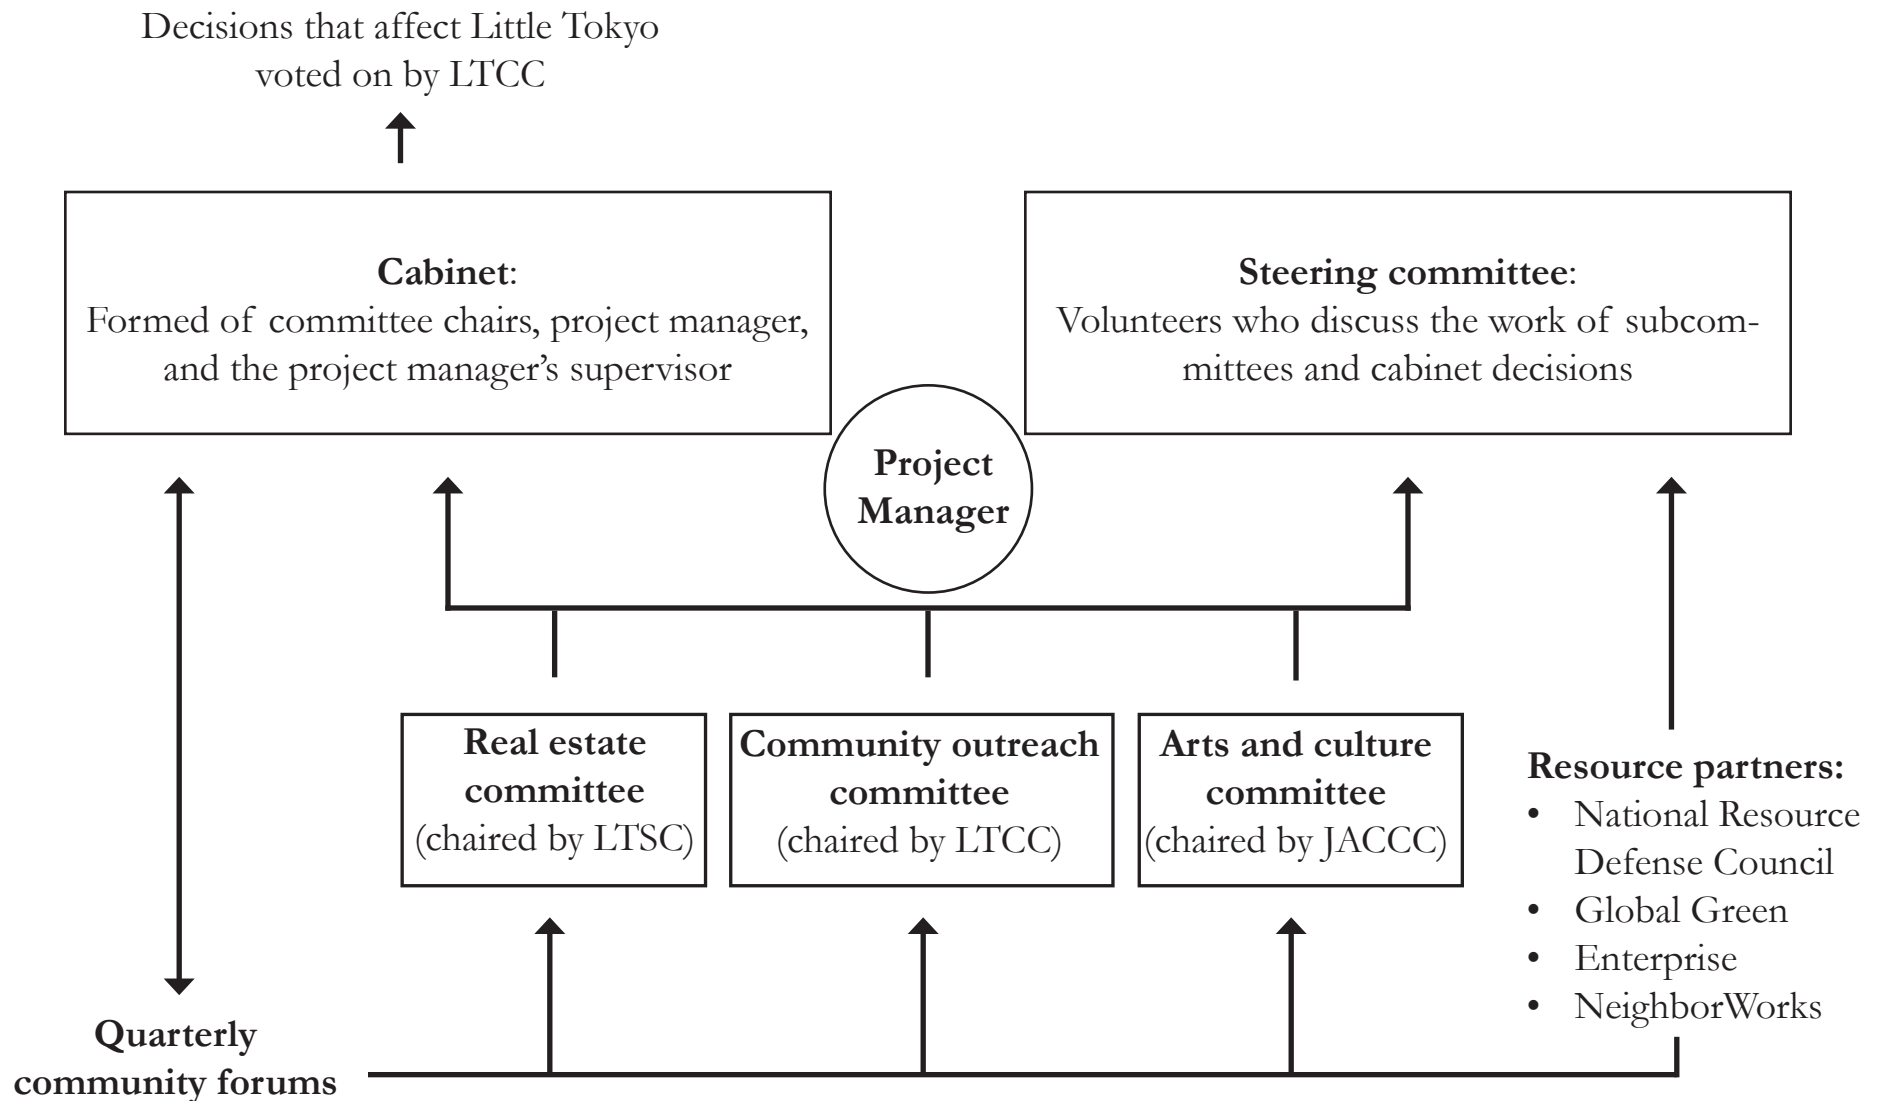 Decisions that affect Little Tokyo
voted on by LTCC
Cabinet:
Formed of committee chairs, project manager,
and the project manager’s supervisor
Steering committee:
Volunteers who discuss the work of subcom-
mittees and cabinet decisions
Project
Manager
Real estate
committee
(chaired by LTSC)
Community outreach
committee
(chaired by LTCC)
Arts and culture
committee
(chaired by JACCC)
Resource partners:
• National Resource
Defense Council
• Global Green
• Enterprise
• NeighborWorks
Quarterly
community forums